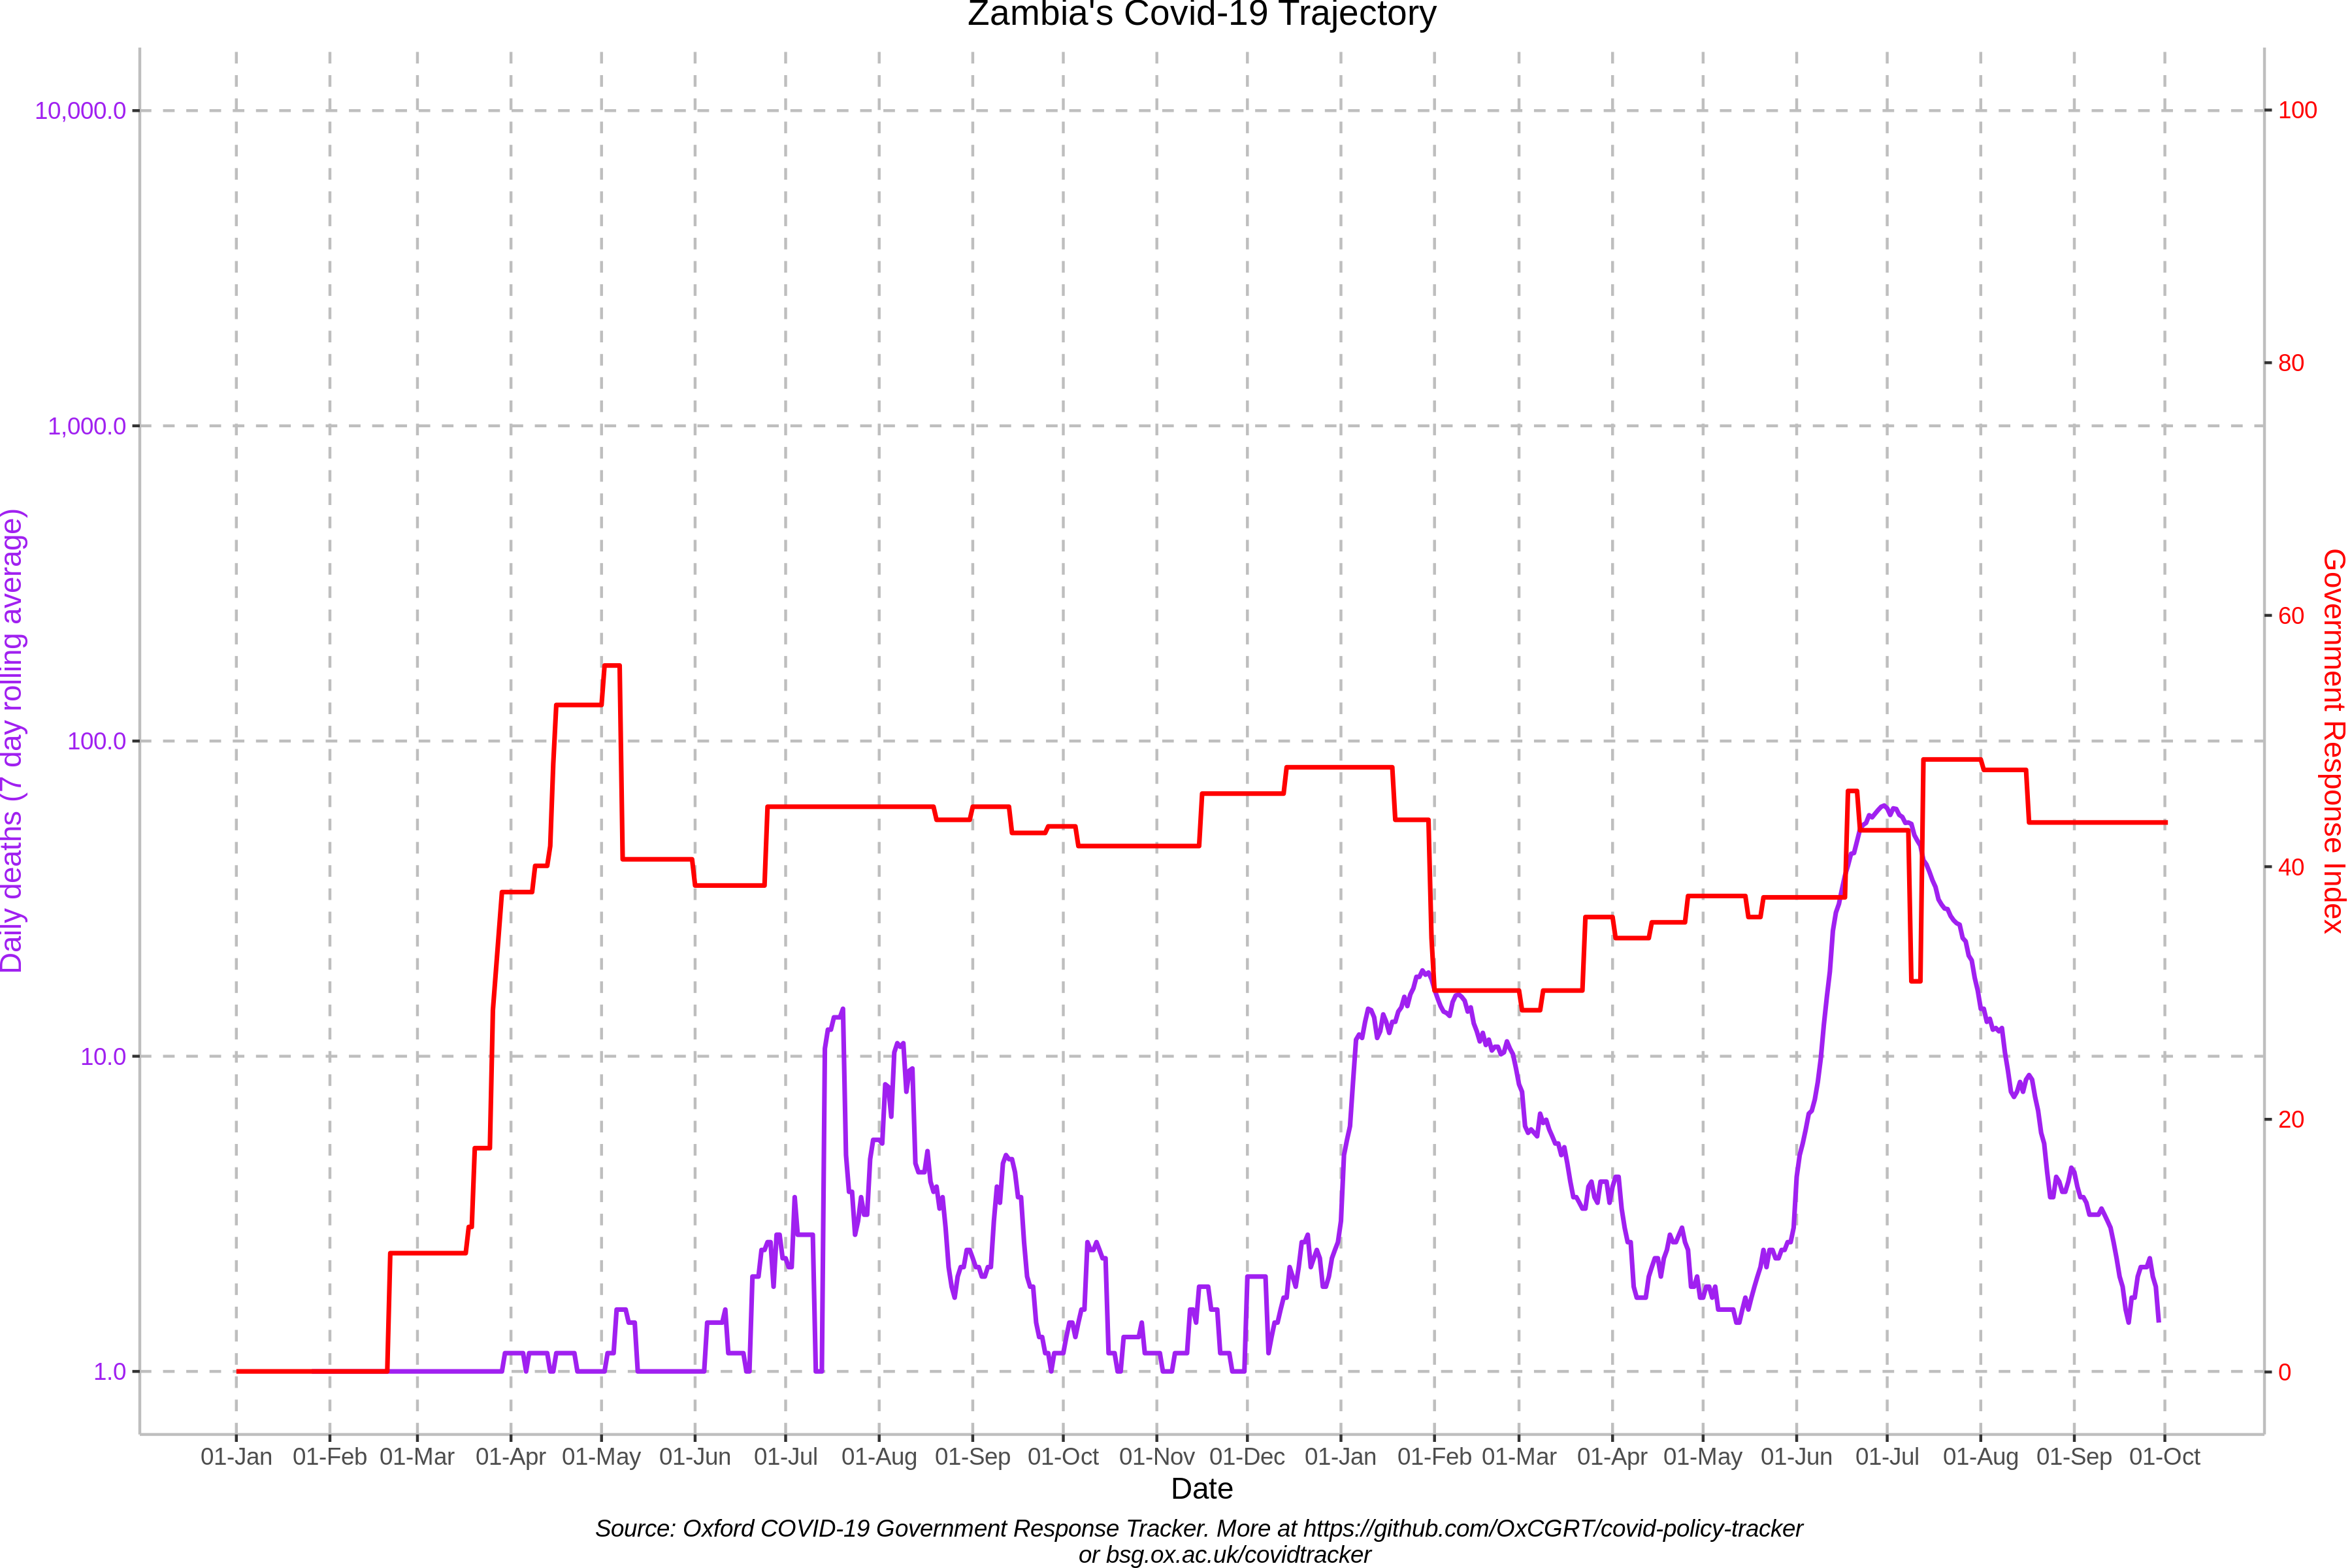 Zambia's Covid-19 Trajectory
10,000.0
1,000.0
100.0
10.0
1.0
Daily deaths (7 day rolling average)
100
80
60
40
20
0
Government Response Index
01-Jan 01-Feb 01-Mar 01-Apr 01-May 01-Jun 01-Jul 01-Aug 01-Sep 01-Oct 01-Nov 01-Dec 01-Jan 01-Feb 01-Mar 01-Apr 01-May 01-Jun 01-Jul 01-Aug 01-Sep 01-Oct
Date
Source: Oxford COVID-19 Government Response Tracker. More at https://github.com/OxCGRT/covid-policy-tracker
or bsg.ox.ac.uk/covidtracker